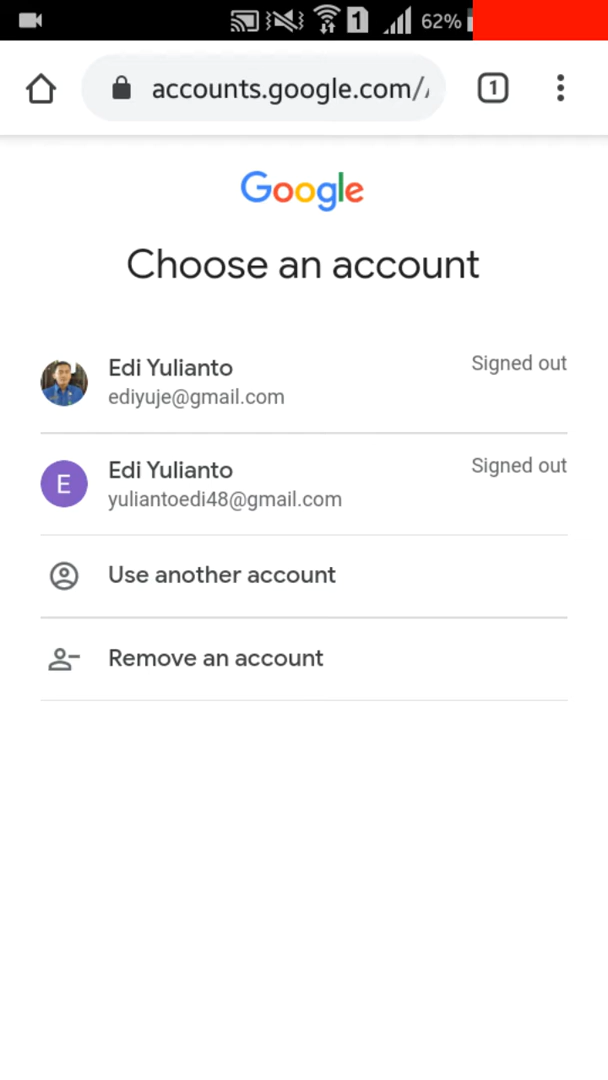 1 62%
accounts.google.com/
1
Google
Choose an account
Edi Yulianto
Signed out
ediyuje@gmail.com
E
Edi Yulianto
Signed out
yuliantoedi48@gmail.com
Use another account
Remove an account